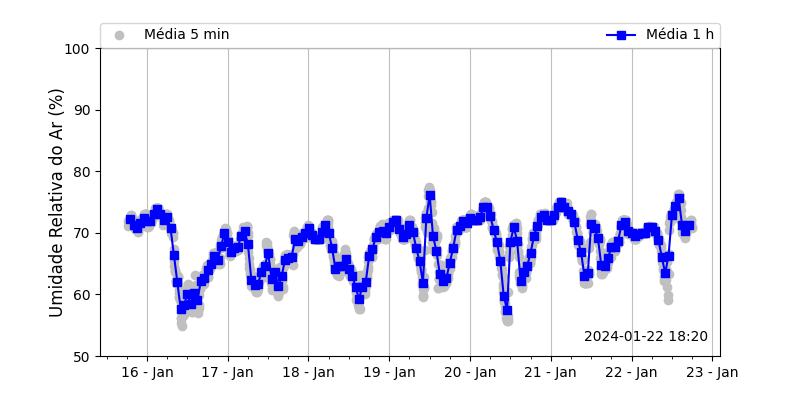 Média 5 min
Média 1 h
Umidade Relativa do Ar (%)
100
90
80
70
60
50
2024-01-22 18:20
16 - Jan
17 - Jan
18 - Jan
19 - Jan
20 - Jan
21 - Jan
22 - Jan
23 - Jan